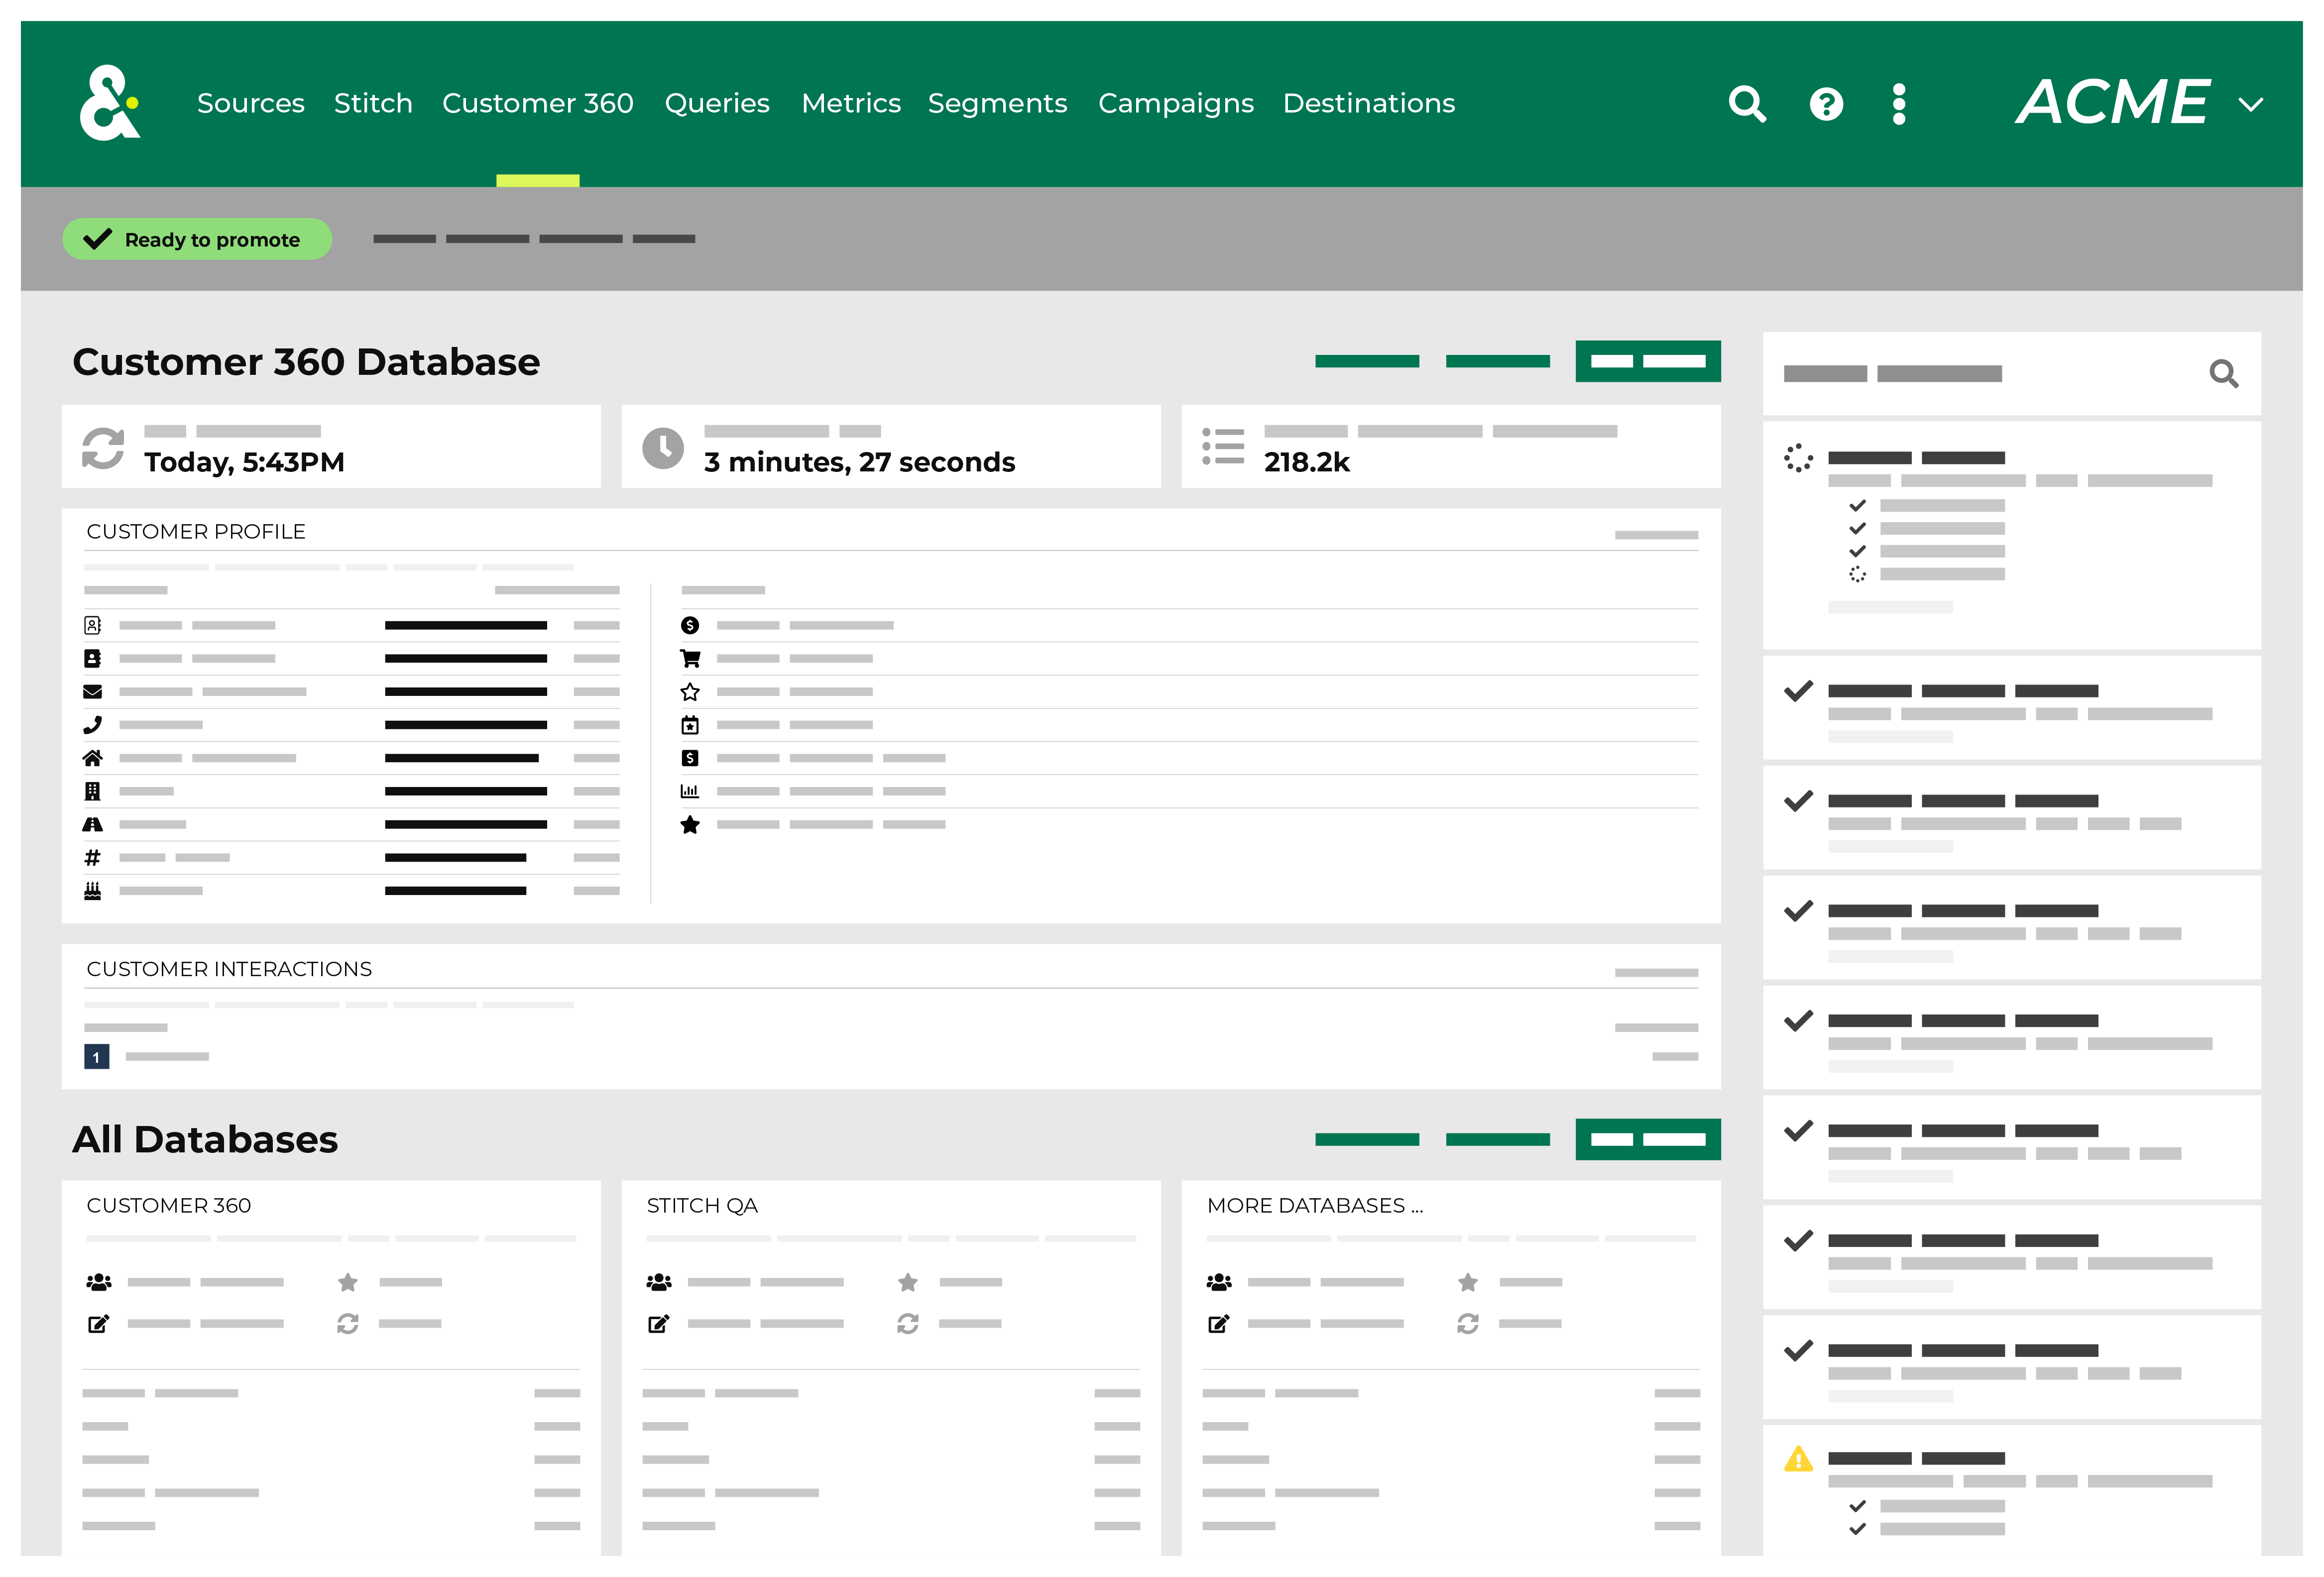 & Sources Stitch Customer 360 Queries Metrics Segments Campaigns Destinations ? ACME
Ready to promote
Customer 360 Database
Today, 5:43PM
3 minutes, 27 seconds
218.2k
CUSTOMER PROFILE
CUSTOMER INTERACTIONS
1
All Databases
CUSTOMER 360
STITCH QA
MORE DATABASES ...